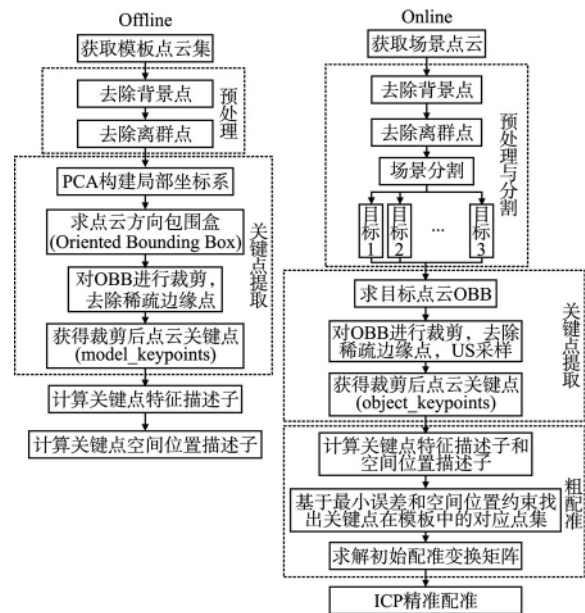 Offline
获取模板点云集
去除背景点
去除离群点
预处理
PCA构建局部坐标系
求点云方向包围盒
(Oriented Bounding Box)
对OBB进行裁剪,
去除稀疏边缘点
获得裁剪后点云关键点
(model_keypoints)
关键点提取
计算关键点特征描述子
计算关键点空间位置描述子
Online
获取场景点云
去除背景点
去除离群点
场景分割
目标1
目标2
...
目标3
预处理与分割
求目标点云OBB
对OBB进行裁剪，去除
稀疏边缘点，US采样
获得裁剪后点云关键点
(object_keypoints)
关键点提取
计算关键点特征描述子和
空间位置描述子
基于最小误差和空间位置约束找
出关键点在模板中的对应点集
求解初始配准变换矩阵
粗配准
ICP精准配准